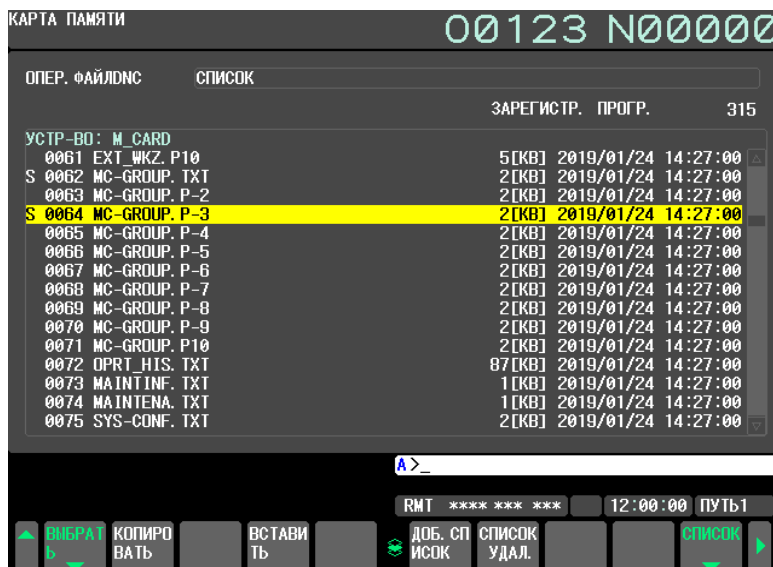 КАРТА ПАМЯТИ
O0123 N00000
ОПЕР. ФАЙЛDNC СПИСОК
ЗАРЕГИСТР. ПРОГР. 315
УСТР-ВО: M_CARD
0061 EXT_WKZ.P10 5[KB] 2019/01/24 14:27:00
S 0062 MC-GROUP.TXT 2[KB] 2019/01/24 14:27:00
0063 MC-GROUP.P-2 2[KB] 2019/01/24 14:27:00
S 0064 MC-GROUP.P-3 2[KB] 2019/01/24 14:27:00
0065 MC-GROUP.P-4 2[KB] 2019/01/24 14:27:00
0066 MC-GROUP.P-5 2[KB] 2019/01/24 14:27:00
0067 MC-GROUP.P-6 2[KB] 2019/01/24 14:27:00
0068 MC-GROUP.P-7 2[KB] 2019/01/24 14:27:00
0069 MC-GROUP.P-8 2[KB] 2019/01/24 14:27:00
0070 MC-GROUP.P-9 2[KB] 2019/01/24 14:27:00
0071 MC-GROUP.P10 2[KB] 2019/01/24 14:27:00
0072 OPRT_HIS.TXT 87[KB] 2019/01/24 14:27:00
0073 MAINTINF.TXT 1[KB] 2019/01/24 14:27:00
0074 MAINTENA.TXT 1[KB] 2019/01/24 14:27:00
0075 SYS-CONF.TXT 2[KB] 2019/01/24 14:27:00
A>_
RMT **** *** *** 12:00:00 ПУТЬ1
ВЫБРАТ КОПИРО ВСТАВИ ДОБ. СП СПИСОК СПИСОК
Ь ВАТЬ ТЬ ИСОК УДАЛ.